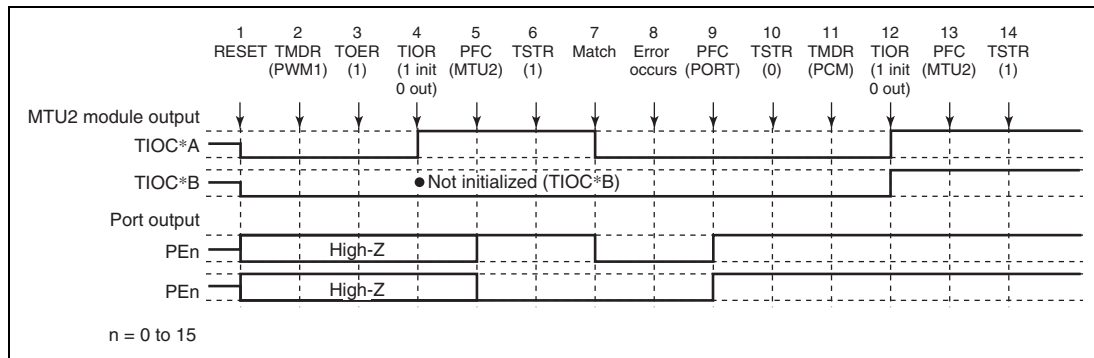 1 2 3 4 5 6 7 8 9 10 11 12 13 14
RESET TMDR TOER TIOR PFC TSTR Match Error PFC TSTR TMDR TIOR PFC TSTR
(PWM1) (1) (1 init (MTU2) (1) occurs (PORT) (0) (PCM) (1 init (MTU2) (1)
0 out) 0 out)
MTU2 module output
TIOC*A
TIOC*B
Not initialized (TIOC*B)
Port output
PEn
High-Z
PEn
High-Z
n = 0 to 15